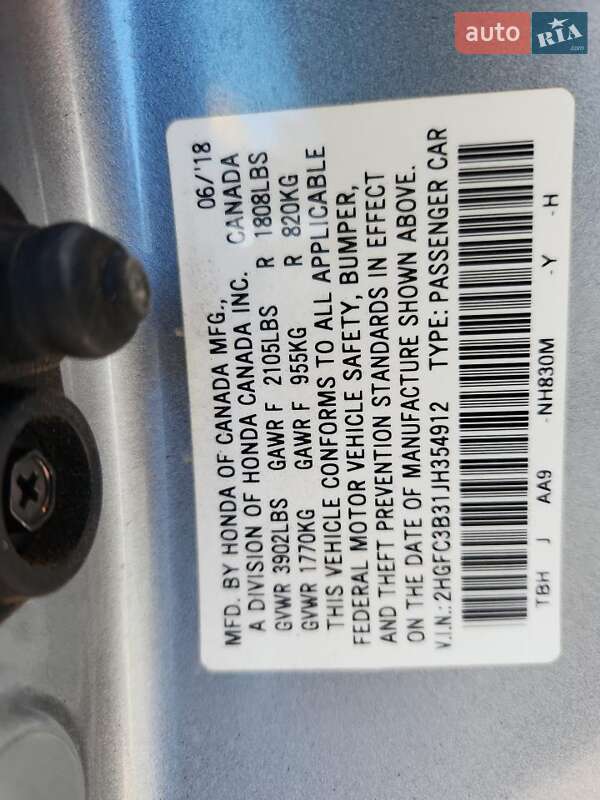 auto RIA
.com
MFD. BY HONDA OF CANADA MFG., 06/'18
A DIVISION OF HONDA CANADA INC. CANADA
GVWR 3902LBS GAWR F 2105LBS R 1808LBS
GVWR 1770KG GAWR F 955KG R 820KG
THIS VEHICLE CONFORMS TO ALL APPLICABLE
FEDERAL MOTOR VEHICLE SAFETY, BUMPER,
AND THEFT PREVENTION STANDARDS IN EFFECT
ON THE DATE OF MANUFACTURE SHOWN ABOVE.
V.I.N.: 2HGFC3B31JH354912 TYPE: PASSENGER CAR
TBH J AA9 -NH830M -Y -H